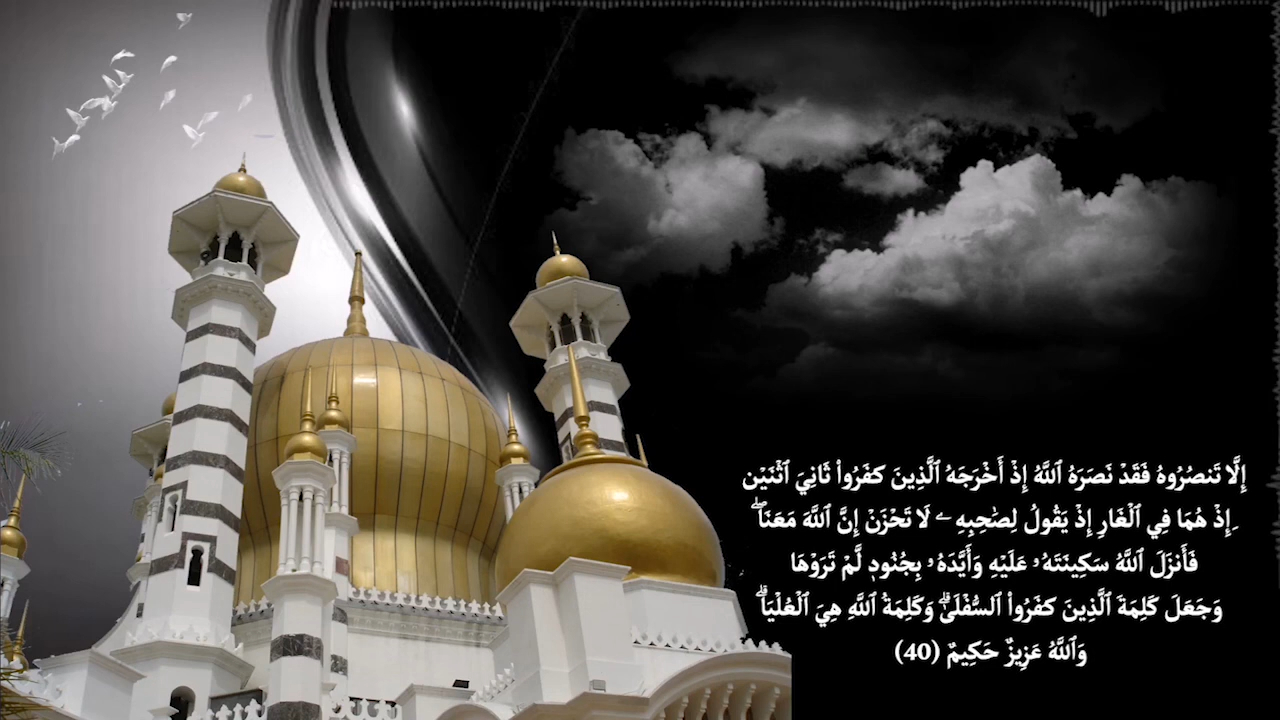 إِلَّا تَنصُرُوهُ فَقَدْ نَصَرَهُ ٱللَّهُ إِذْ أَخْرَجَهُ ٱلَّذِينَ كَفَرُوا۟ ثَانِيَ ٱثْنَيْنِ
إِذْ هُمَا فِي ٱلْغَارِ إِذْ يَقُولُ لِصَٰحِبِهِۦ لَا تَحْزَنْ إِنَّ ٱللَّهَ مَعَنَاۖ
فَأَنزَلَ ٱللَّهُ سَكِينَتَهُۥ عَلَيْهِ وَأَيَّدَهُۥ بِجُنُودٖ لَّمْ تَرَوْهَا
وَجَعَلَ كَلِمَةَ ٱلَّذِينَ كَفَرُوا۟ ٱلسُّفْلَىٰۗ وَكَلِمَةُ ٱللَّهِ هِيَ ٱلْعُلْيَاۗ
وَٱللَّهُ عَزِيزٌ حَكِيمٌ (40)